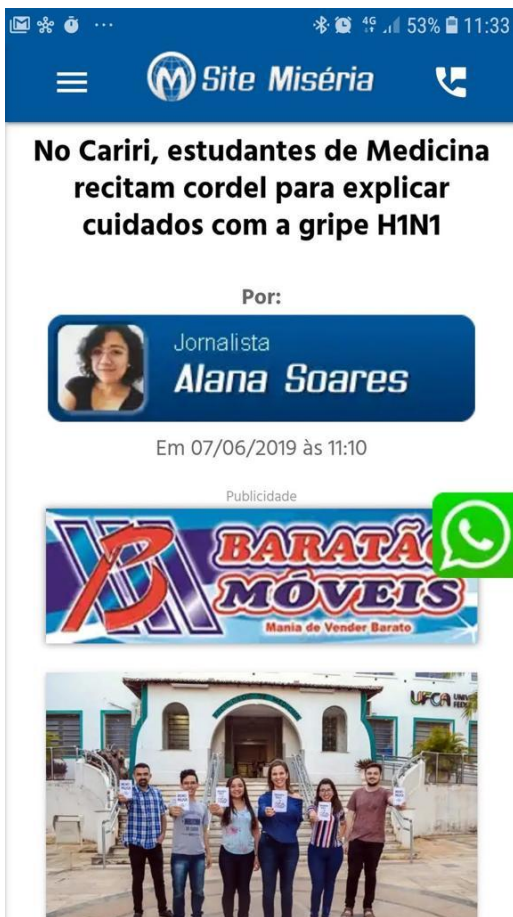 53% 11:33
Site Miséria
No Cariri, estudantes de Medicina
recitam cordel para explicar
cuidados com a gripe H1N1
Por:
Jornalista
Alana Soares
Em 07/06/2019 às 11:10
Publicidade
BARATÃO
MÓVEIS
Mania de Vender Barato
UFCA